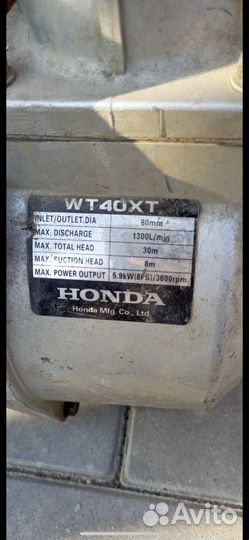 WT40XT
INLET/OUTLET.DIA 80mm
MAX. DISCHARGE 1300L/min
MAX. TOTAL HEAD 30m
MAX. SUCTION HEAD 8m
MAX. POWER OUTPUT 5.9kW(8PS)/3600rpm
HONDA
Honda Mfg. Co., Ltd.
Avito